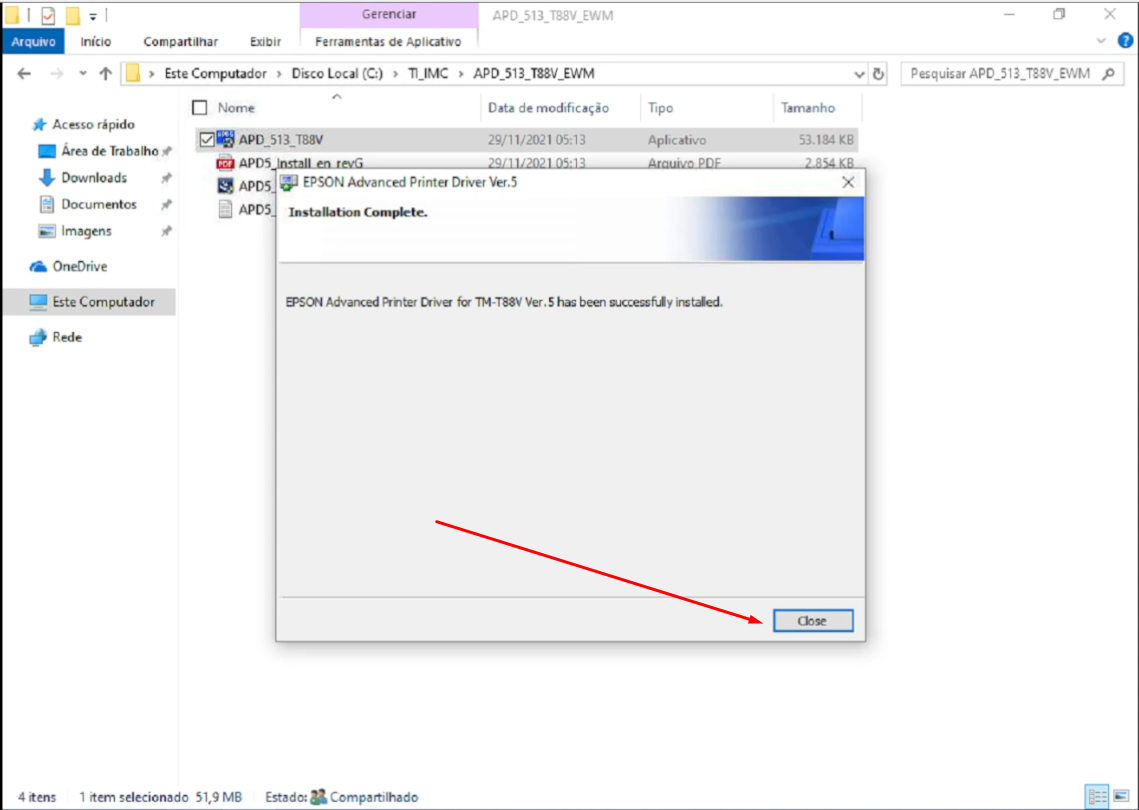 Gerenciar APD_513_T88V_EWM
Arquivo Início Compartilhar Exibir Ferramentas de Aplicativo
Este Computador > Disco Local (C:) > TI_IMC > APD_513_T88V_EWM Pesquisar APD_513_T88V_EWM
Nome Data de modificação Tipo Tamanho
Acesso rápido
Área de Trabalho
Downloads
Documentos
Imagens
OneDrive
Este Computador
Rede
APD_513_T88V 29/11/2021 05:13 Aplicativo 53.184 KB
APD5_Install_en_revG 29/11/2021 05:13 Arquivo PDF 2.854 KB
APD5_
APD5_
EPSON Advanced Printer Driver Ver.5
Installation Complete.
EPSON Advanced Printer Driver for TM-T88V Ver.5 has been successfully installed.
Close
4 itens 1 item selecionado 51,9 MB Estado: Compartilhado